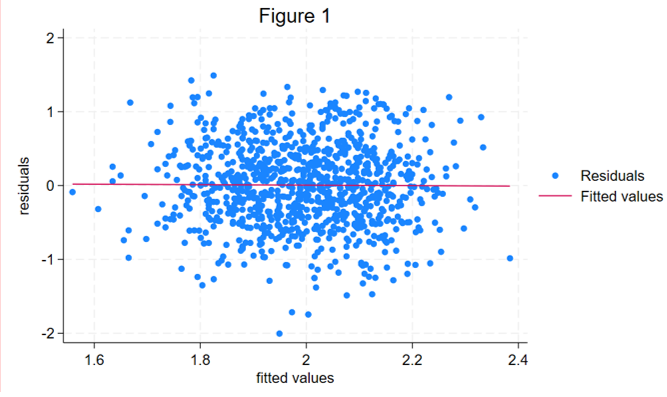 Figure 1
2
1
0
-1
-2
residuals
1.6
1.8
2
2.2
2.4
fitted values
Residuals
Fitted values